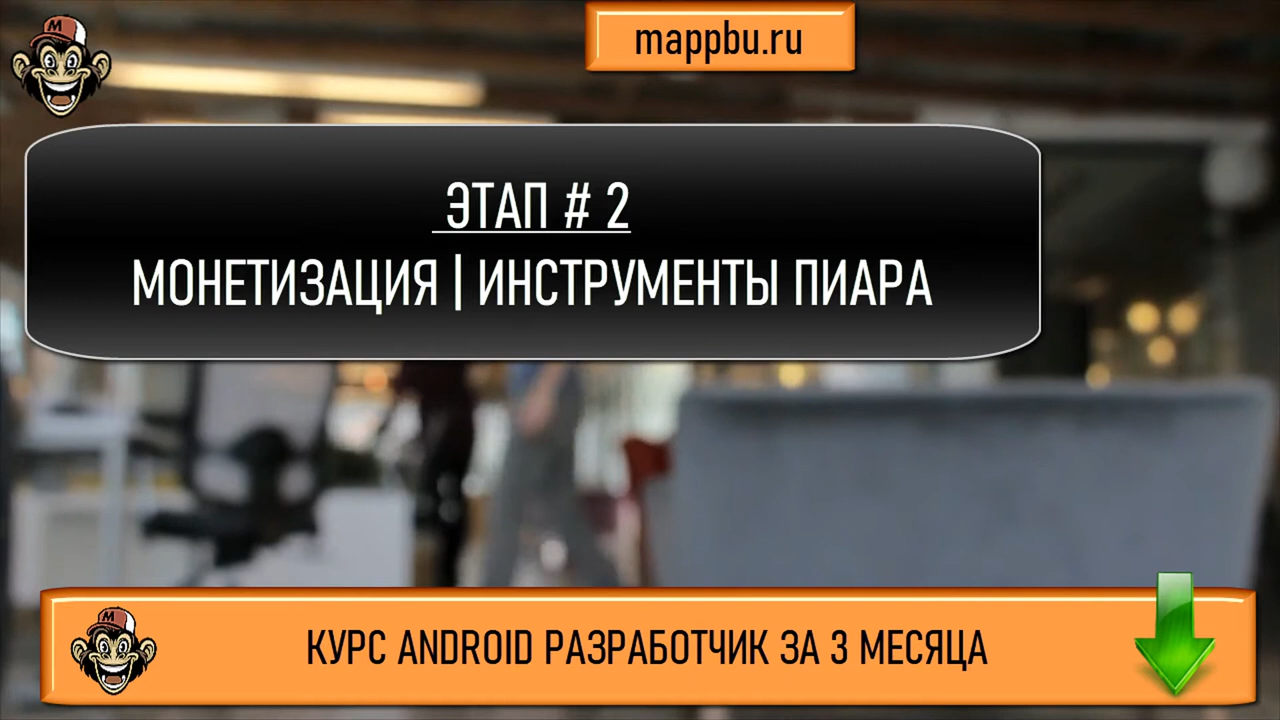 M
mappbu.ru
ЭТАП # 2
МОНЕТИЗАЦИЯ | ИНСТРУМЕНТЫ ПИАРА
M
КУРС ANDROID РАЗРАБОТЧИК ЗА 3 МЕСЯЦА